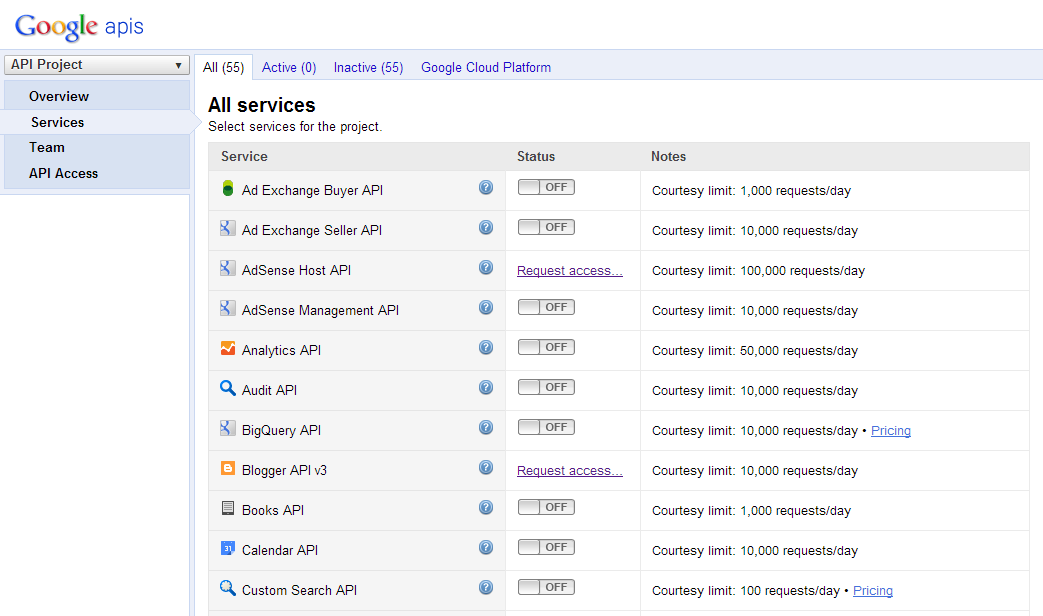 Google apis
API Project ▼
All (55) Active (0) Inactive (55) Google Cloud Platform
Overview
Services
Team
API Access
All services
Select services for the project.
Service Status Notes
Ad Exchange Buyer API ? OFF Courtesy limit: 1,000 requests/day
Ad Exchange Seller API ? OFF Courtesy limit: 10,000 requests/day
AdSense Host API ? Request access... Courtesy limit: 100,000 requests/day
AdSense Management API ? OFF Courtesy limit: 10,000 requests/day
Analytics API ? OFF Courtesy limit: 50,000 requests/day
Audit API ? OFF Courtesy limit: 10,000 requests/day
BigQuery API ? OFF Courtesy limit: 10,000 requests/day • Pricing
Blogger API v3 ? Request access... Courtesy limit: 10,000 requests/day
Books API ? OFF Courtesy limit: 1,000 requests/day
31 Calendar API ? OFF Courtesy limit: 10,000 requests/day
Custom Search API ? OFF Courtesy limit: 100 requests/day • Pricing